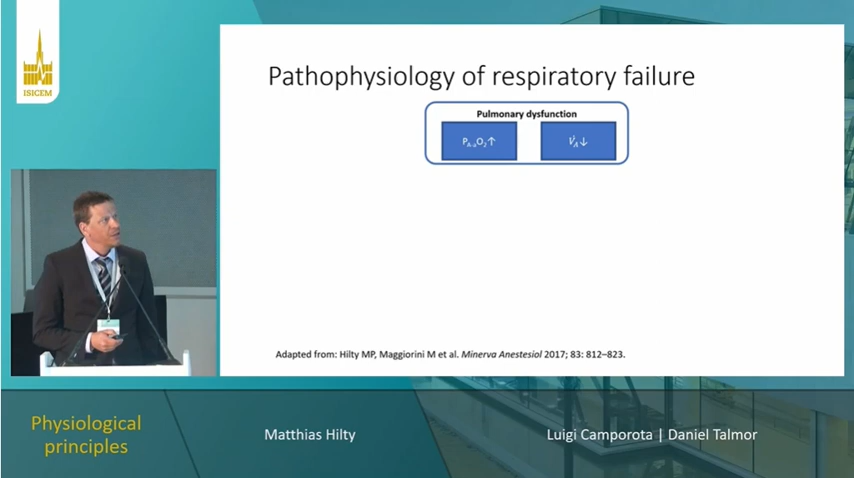 ISICEM
Pathophysiology of respiratory failure
Pulmonary dysfunction
PA-aO2↑
V̇A↓
Adapted from: Hilty MP, Maggiorini M et al. Minerva Anestesiol 2017; 83: 812–823.
Physiological
principles
Matthias Hilty
Luigi Camporota | Daniel Talmor